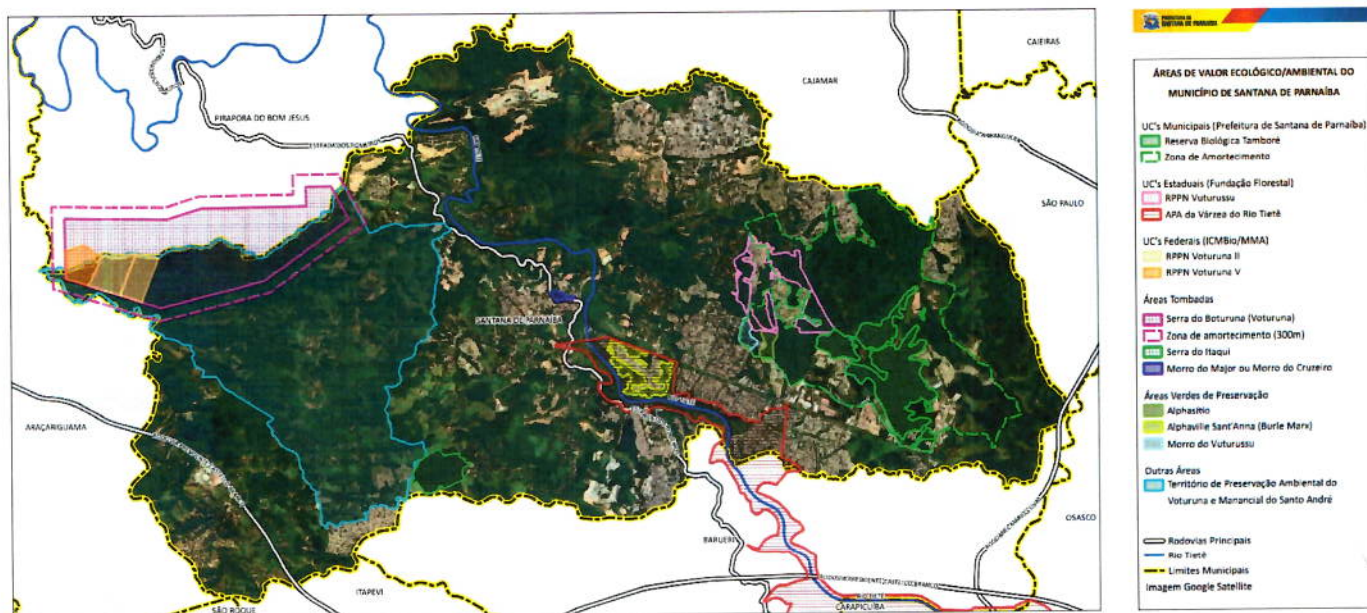 PREFEITURA DE
SANTANA DE PARNAÍBA
ÁREAS DE VALOR ECOLÓGICO/AMBIENTAL DO
MUNICÍPIO DE SANTANA DE PARNAÍBA
UC's Municipais (Prefeitura de Santana de Parnaíba)
Reserva Biológica Tamboré
Zona de Amortecimento
UC's Estaduais (Fundação Florestal)
RPPN Vuturussu
APA da Várzea do Rio Tietê
UC's Federais (ICMBio/MMA)
RPPN Voturuna II
RPPN Voturuna V
Áreas Tombadas
Serra do Boturuna (Voturuna)
Zona de amortecimento (300m)
Serra do Itaqui
Morro do Major ou Morro do Cruzeiro
Áreas Verdes de Preservação
Alphasítio
Alphaville Sant'Anna (Burle Marx)
Morro do Voturussu
Outras Áreas
Território de Preservação Ambiental do
Voturuna e Manancial do Santo André
Rodovias Principais
Rio Tietê
Limites Municipais
Imagem Google Satellite
CAIEIRAS
CAJAMAR
PIRAPORA DO BOM JESUS
SÃO PAULO
SANTANA DE PARNAÍBA
ARAÇARIGUAMA
OSASCO
BARUERI
ITAPEVI
SÃO ROQUE
CARAPICUÍBA